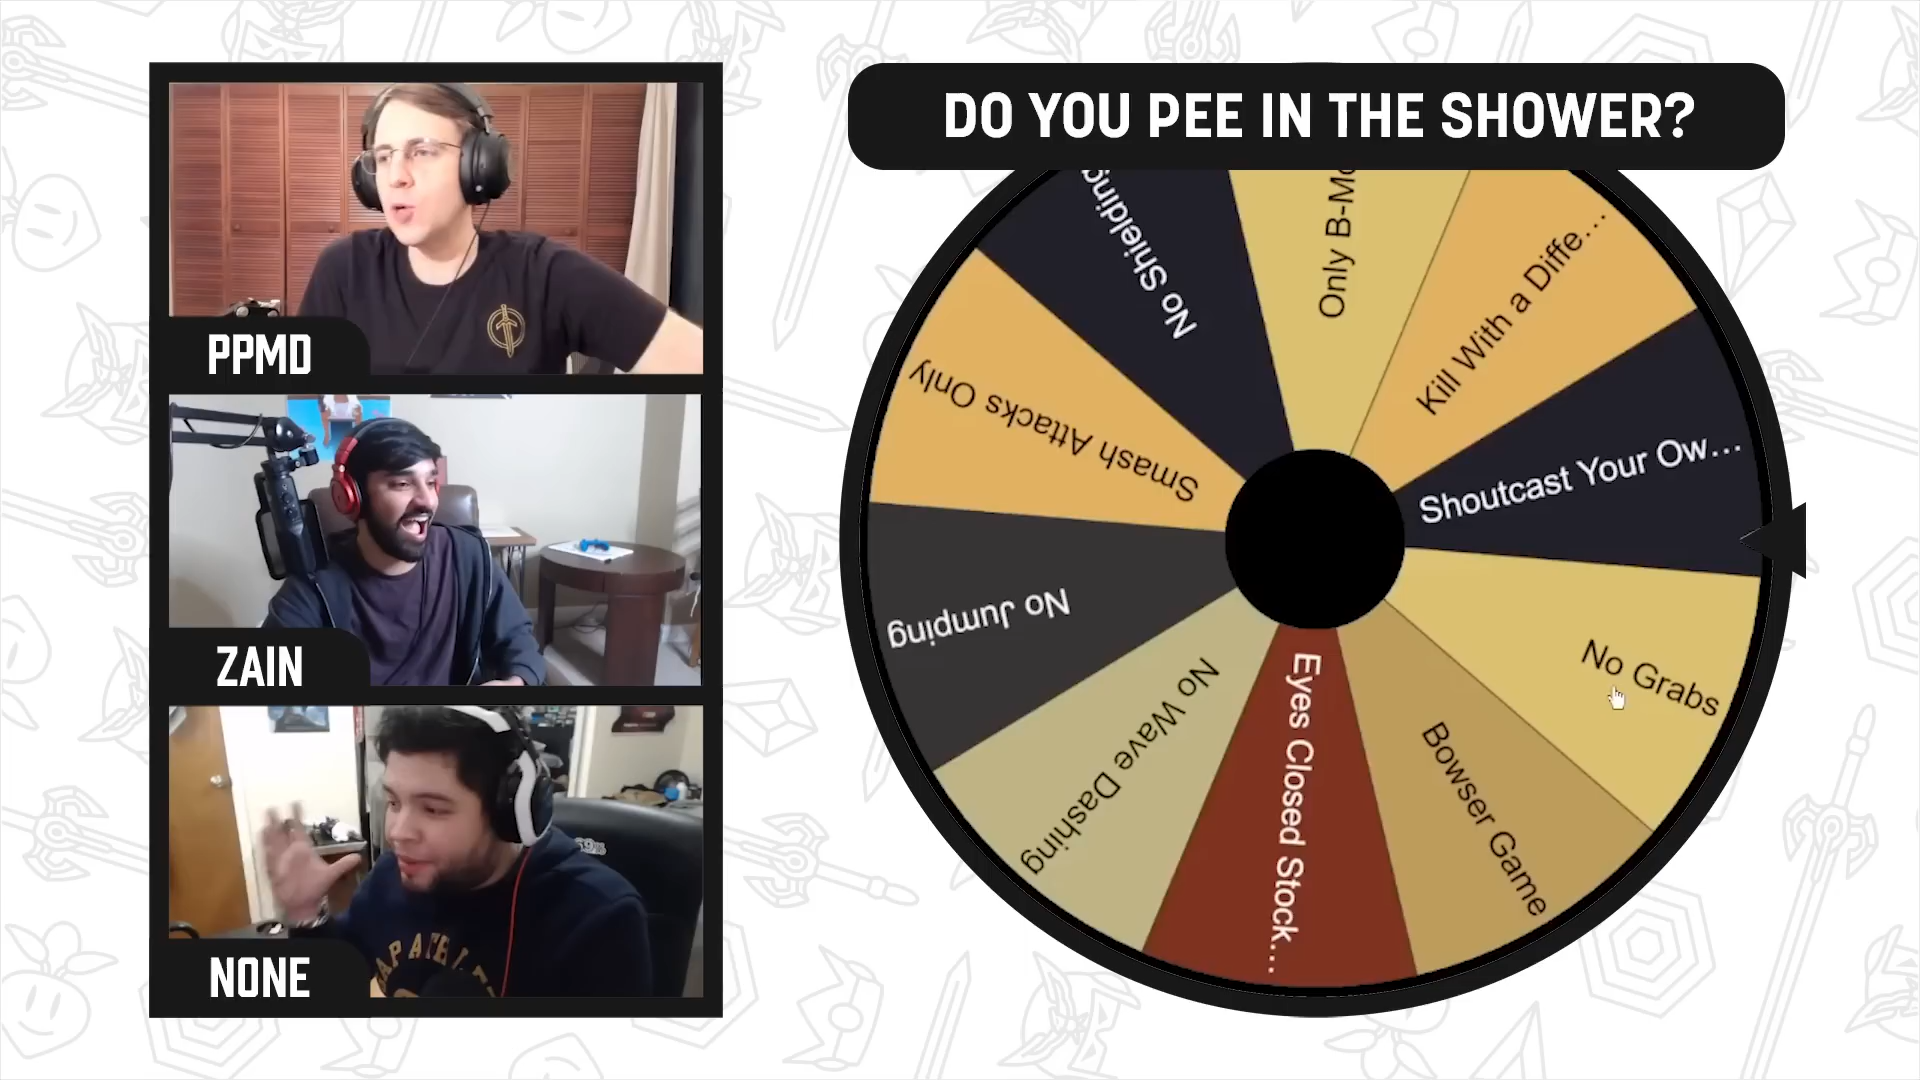 DO YOU PEE IN THE SHOWER?
PPMD
ZAIN
NONE
No Shielding
Only B-Mo
Kill With a Diffe...
Shoutcast Your Ow...
No Grabs
Bowser Game
Eyes Closed Stock...
No Wave Dashing
No Jumping
Smash Attacks Only